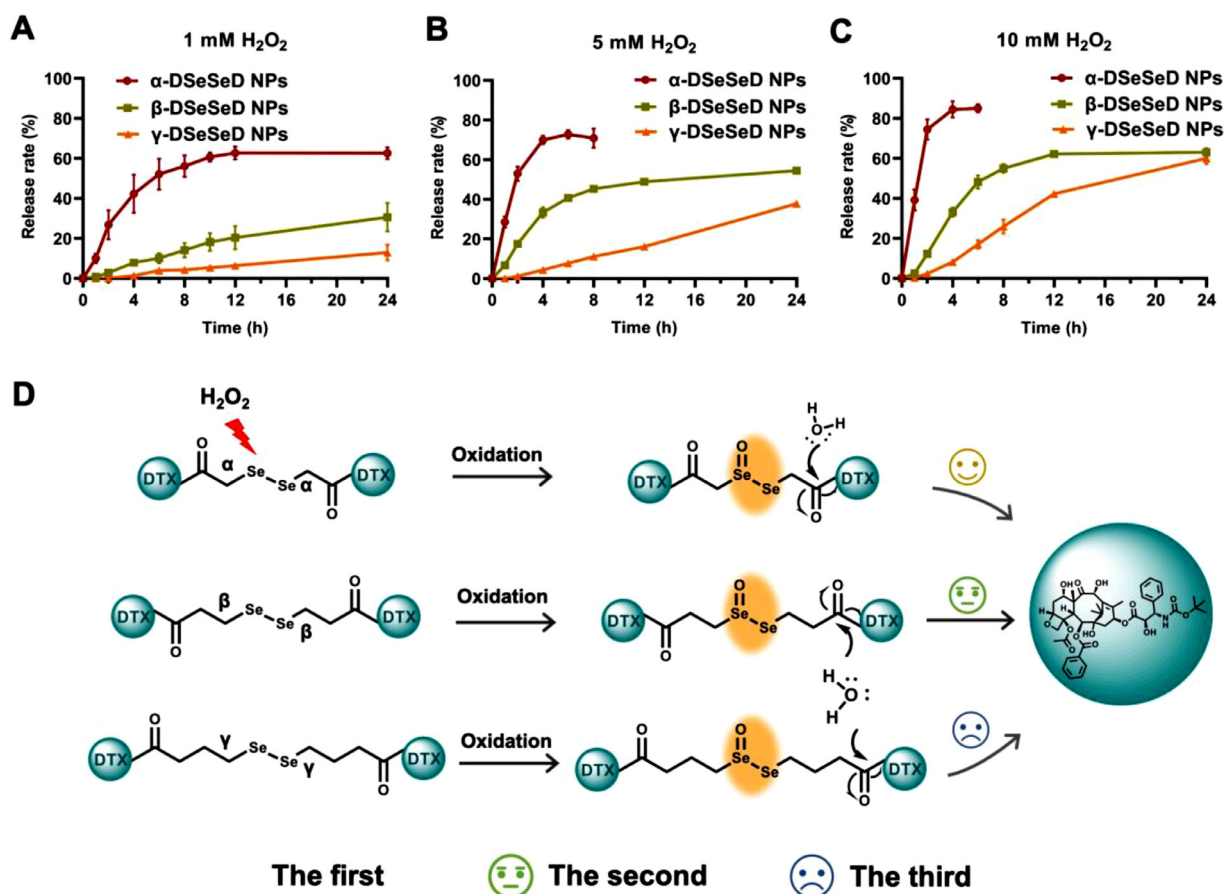 A
1 mM H₂O₂
α-DSeSeD NPs
β-DSeSeD NPs
γ-DSeSeD NPs
Release rate (%)
100
80
60
40
20
0
0 4 8 12 16 20 24
Time (h)
B
5 mM H₂O₂
α-DSeSeD NPs
β-DSeSeD NPs
γ-DSeSeD NPs
Release rate (%)
100
80
60
40
20
0
0 4 8 12 16 20 24
Time (h)
C
10 mM H₂O₂
α-DSeSeD NPs
β-DSeSeD NPs
γ-DSeSeD NPs
Release rate (%)
100
80
60
40
20
0
0 4 8 12 16 20 24
Time (h)
D
H₂O₂
DTX O α Se Se α O DTX
Oxidation
DTX O O Se Se H O H O DTX
DTX O β Se Se β O DTX
Oxidation
DTX O O Se Se O DTX
H O: H
DTX O γ Se Se γ O DTX
Oxidation
DTX O O Se Se O DTX
OH O O OH
H O O HO O O O O OH N H O O
The first
The second
The third